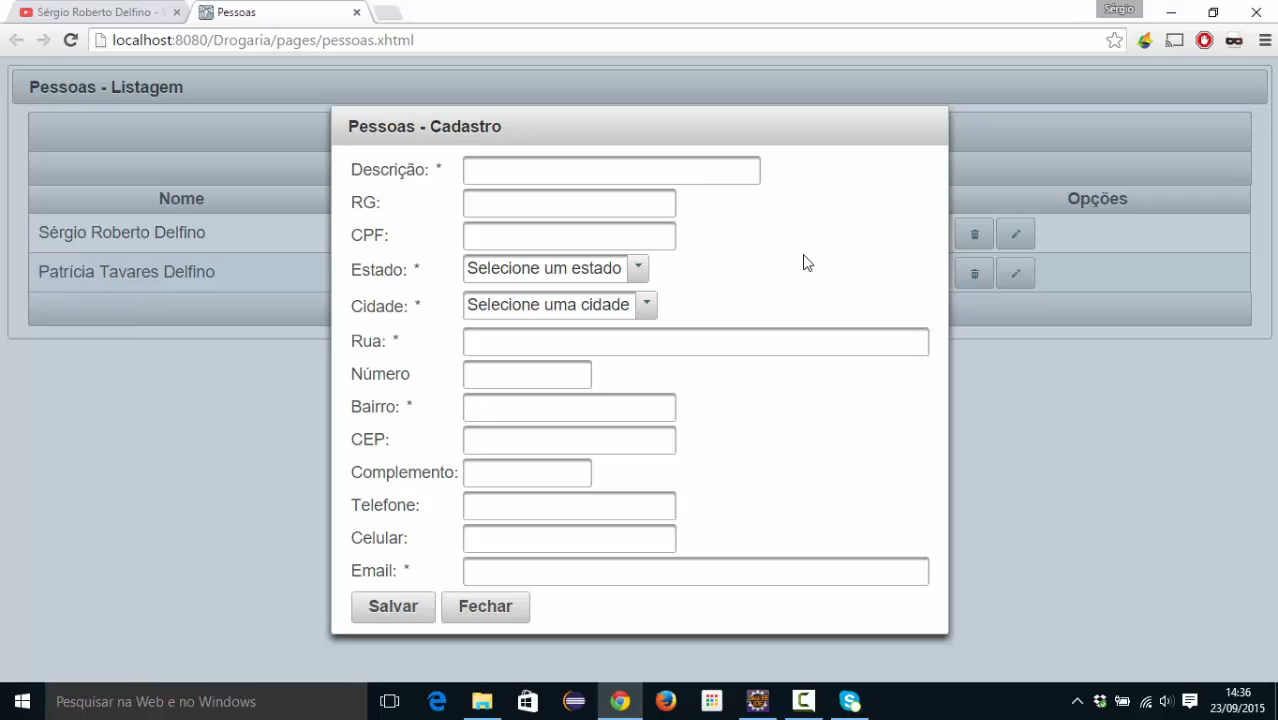 Sérgio Roberto Delfino -
Pessoas
Sérgio
localhost:8080/Drogaria/pages/pessoas.xhtml
Pessoas - Listagem
Pessoas - Cadastro
Nome
Opções
Sérgio Roberto Delfino
Patrícia Tavares Delfino
Descrição: *
RG:
CPF:
Estado: * Selecione um estado
Cidade: * Selecione uma cidade
Rua: *
Número
Bairro: *
CEP:
Complemento:
Telefone:
Celular:
Email: *
Salvar Fechar
Pesquisar na Web e no Windows
14:36
23/09/2015